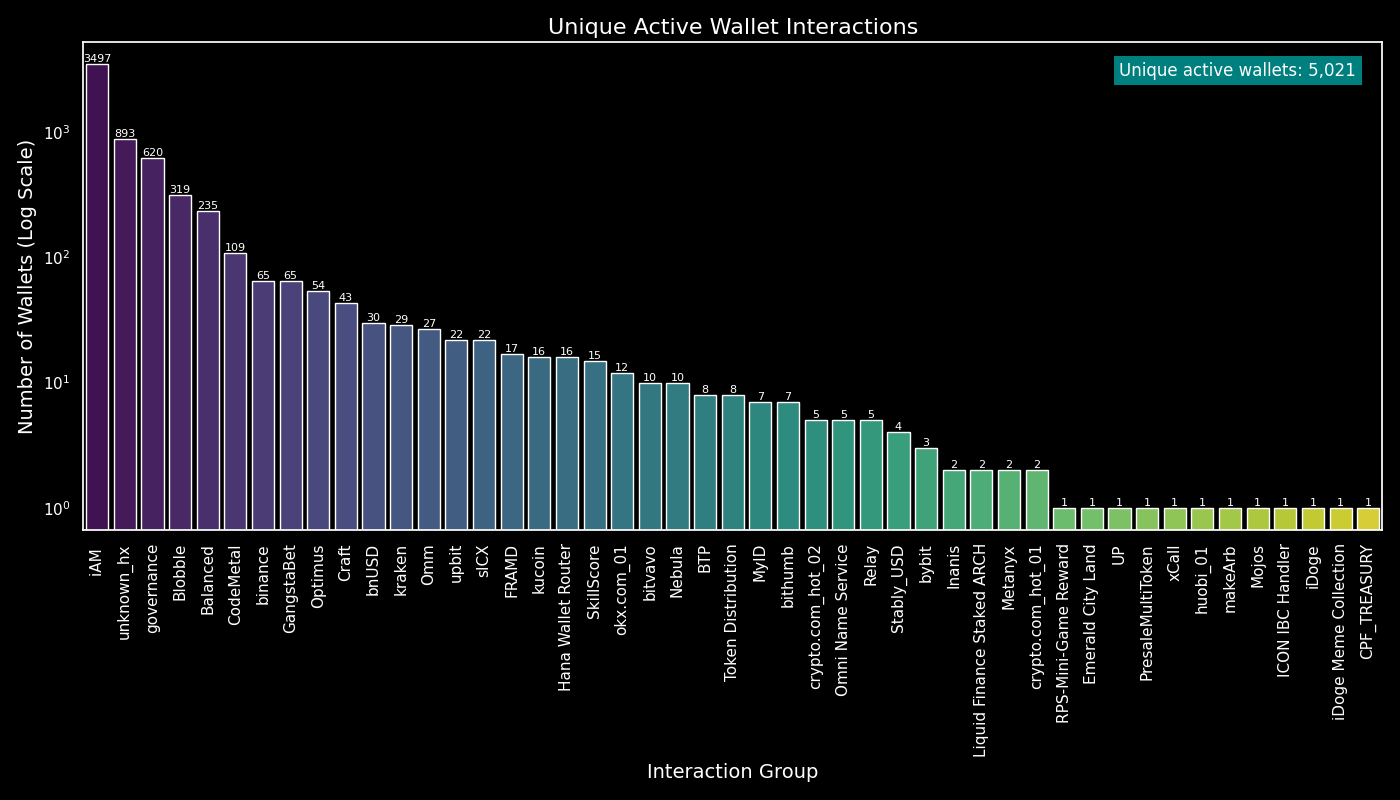 Unique Active Wallet Interactions
Unique active wallets: 5,021
Number of Wallets (Log Scale)
10³
10²
10¹
10⁰
3497
893
620
319
235
109
65
65
54
43
30
29
27
22
22
17
16
16
15
12
10
10
8
8
7
7
5
5
5
4
3
2
2
2
2
1
1
1
1
1
1
1
1
1
1
1
1
iAM
unknown_hx
governance
Blobble
Balanced
CodeMetal
binance
GangstaBet
Optimus
Craft
bnUSD
kraken
Omm
upbit
sICX
FRAMD
kucoin
Hana Wallet Router
SkillScore
okx.com_01
bitvavo
Nebula
BTP
Token Distribution
MyID
bithumb
crypto.com_hot_02
Omni Name Service
Relay
Stably_USD
bybit
Inanis
Liquid Finance Staked ARCH
Metanyx
crypto.com_hot_01
RPS-Mini-Game Reward
Emerald City Land
UP
PresaleMultiToken
xCall
huobi_01
makeArb
Mojos
ICON IBC Handler
iDoge
iDoge Meme Collection
CPF_TREASURY
Interaction Group